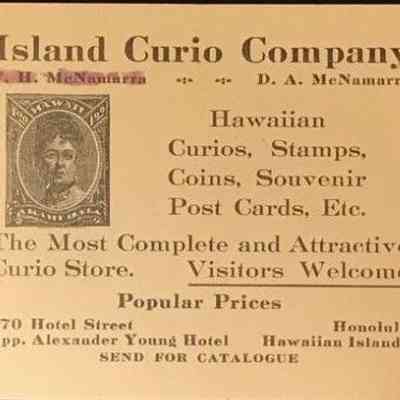 Island Curio Company
H. McNamarra -:- -:- D. A. McNamarr
HAWAII
Hawaiian
Curios, Stamps,
Coins, Souvenir
Post Cards, Etc.
The Most Complete and Attractive
Curio Store. Visitors Welcome
Popular Prices
70 Hotel Street Honolul
pp. Alexander Young Hotel Hawaiian Island
SEND FOR CATALOGUE